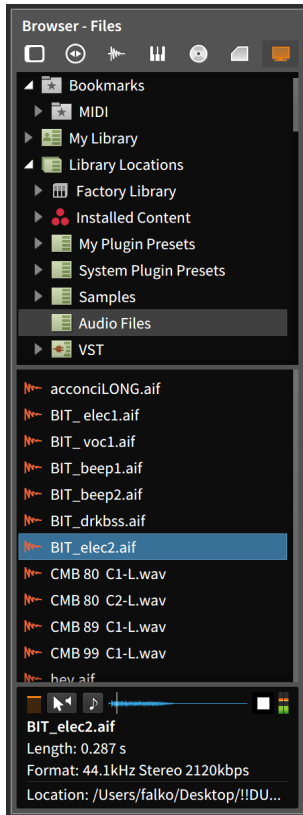 Browser - Files
Bookmarks
MIDI
My Library
Library Locations
Factory Library
Installed Content
My Plugin Presets
System Plugin Presets
Samples
Audio Files
VST
acconciLONG.aif
BIT_ elec1.aif
BIT_ voc1.aif
BIT_beep1.aif
BIT_beep2.aif
BIT_drkbss.aif
BIT_elec2.aif
CMB 80  C1-L.wav
CMB 80  C2-L.wav
CMB 89  C1-L.wav
CMB 99  C1-L.wav
hey.aif
BIT_elec2.aif
Length: 0.287 s
Format: 44.1kHz Stereo 2120kbps
Location: /Users/falko/Desktop/!!DU...